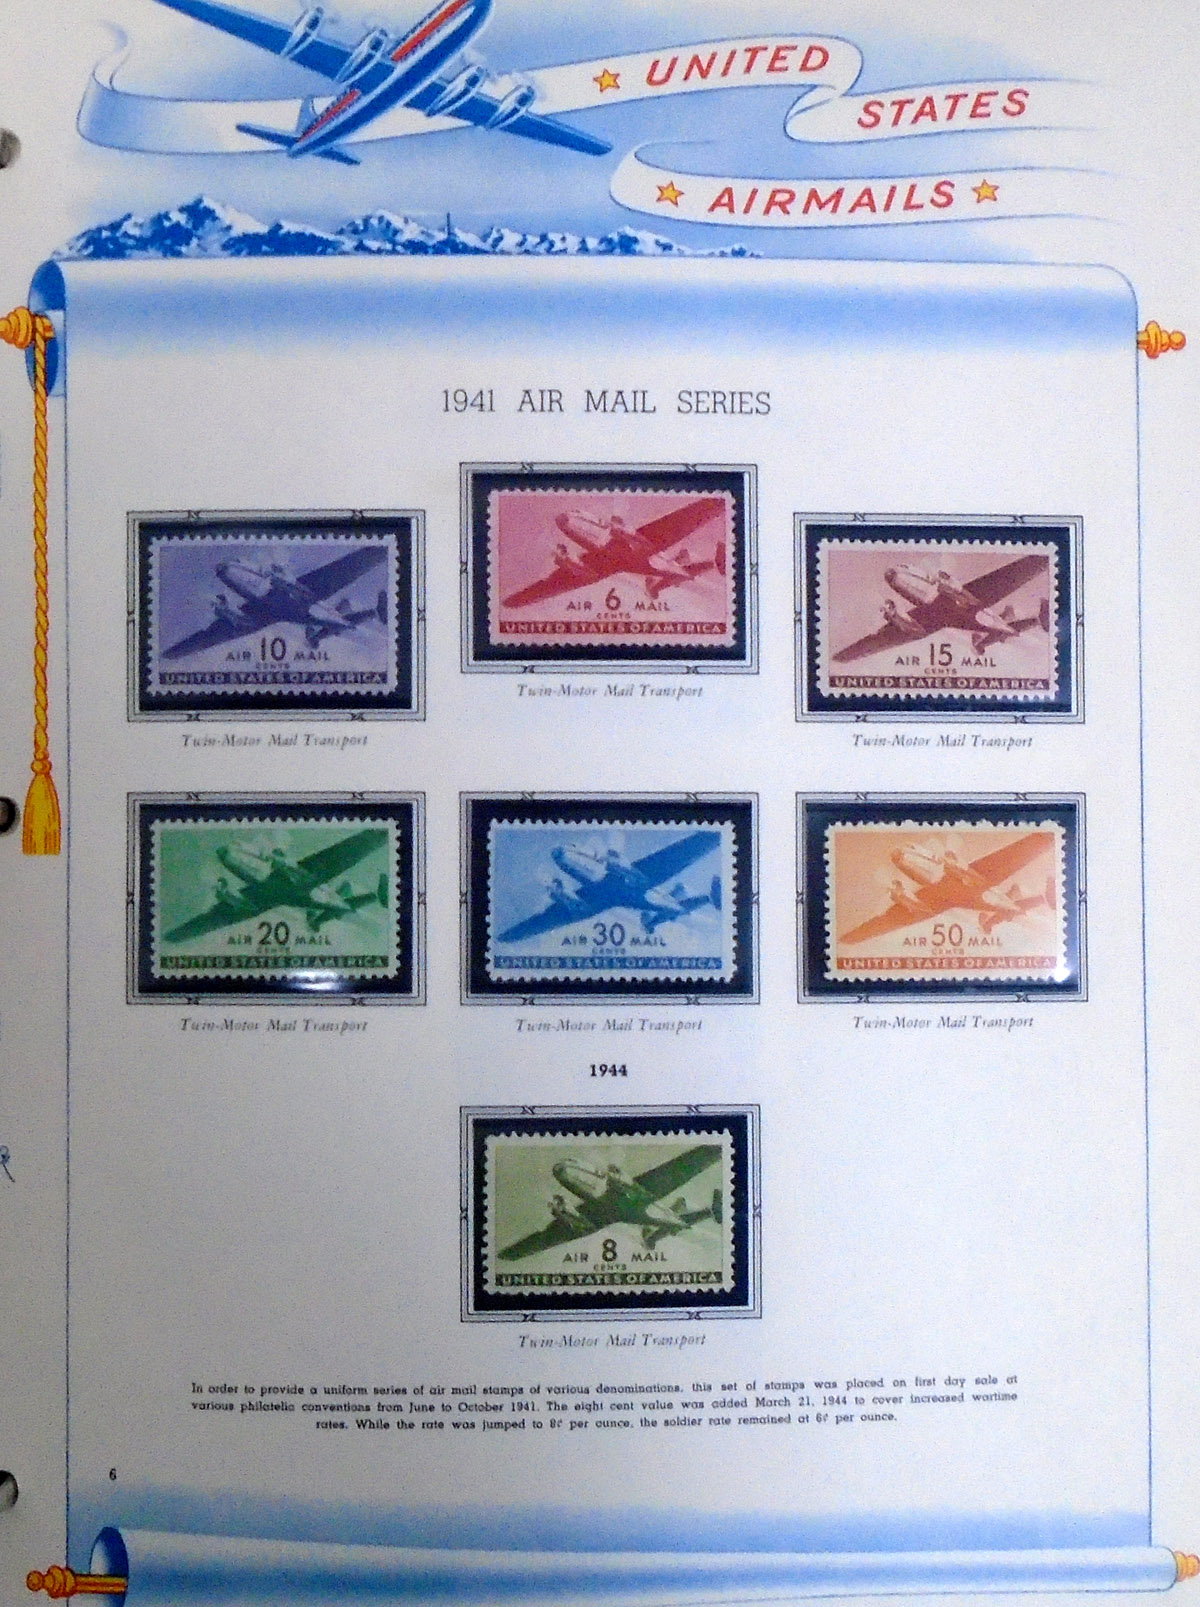 UNITED
STATES
AIRMAILS
1941 AIR MAIL SERIES
AIR 6 MAIL
CENTS
UNITED STATES OF AMERICA
Twin-Motor Mail Transport
AIR 10 MAIL
CENTS
UNITED STATES OF AMERICA
Twin-Motor Mail Transport
AIR 15 MAIL
CENTS
UNITED STATES OF AMERICA
Twin-Motor Mail Transport
AIR 20 MAIL
CENTS
UNITED STATES OF AMERICA
Twin-Motor Mail Transport
AIR 30 MAIL
CENTS
UNITED STATES OF AMERICA
Twin-Motor Mail Transport
AIR 50 MAIL
CENTS
UNITED STATES OF AMERICA
Twin-Motor Mail Transport
1944
AIR 8 MAIL
CENTS
UNITED STATES OF AMERICA
Twin-Motor Mail Transport
In order to provide a uniform series of air mail stamps of various denominations, this set of stamps was placed on first day sale at
various philatelic conventions from June to October 1941. The eight cent value was added March 21, 1944 to cover increased wartime
rates. While the rate was jumped to 8¢ per ounce, the soldier rate remained at 6¢ per ounce.
6